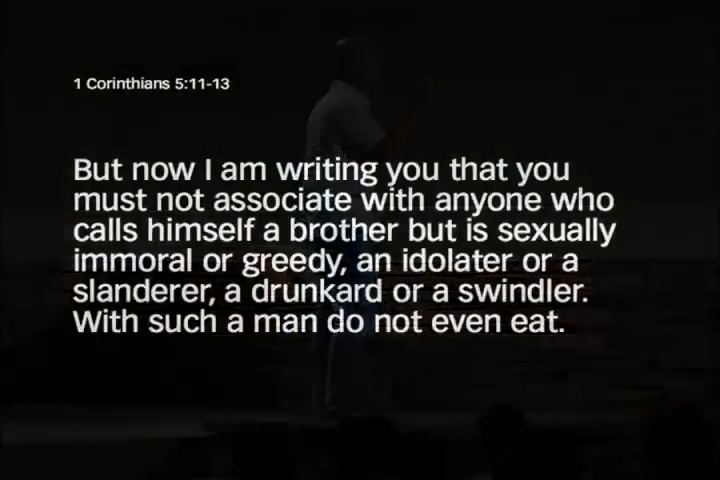 1 Corinthians 5:11-13
But now I am writing you that you
must not associate with anyone who
calls himself a brother but is sexually
immoral or greedy, an idolater or a
slanderer, a drunkard or a swindler.
With such a man do not even eat.